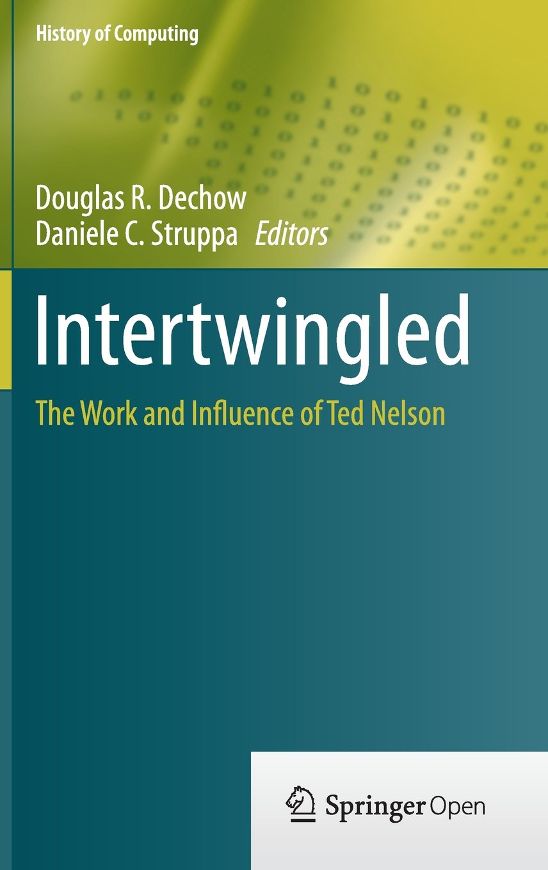 History of Computing
Douglas R. Dechow
Daniele C. Struppa Editors
Intertwingled
The Work and Influence of Ted Nelson
Springer Open